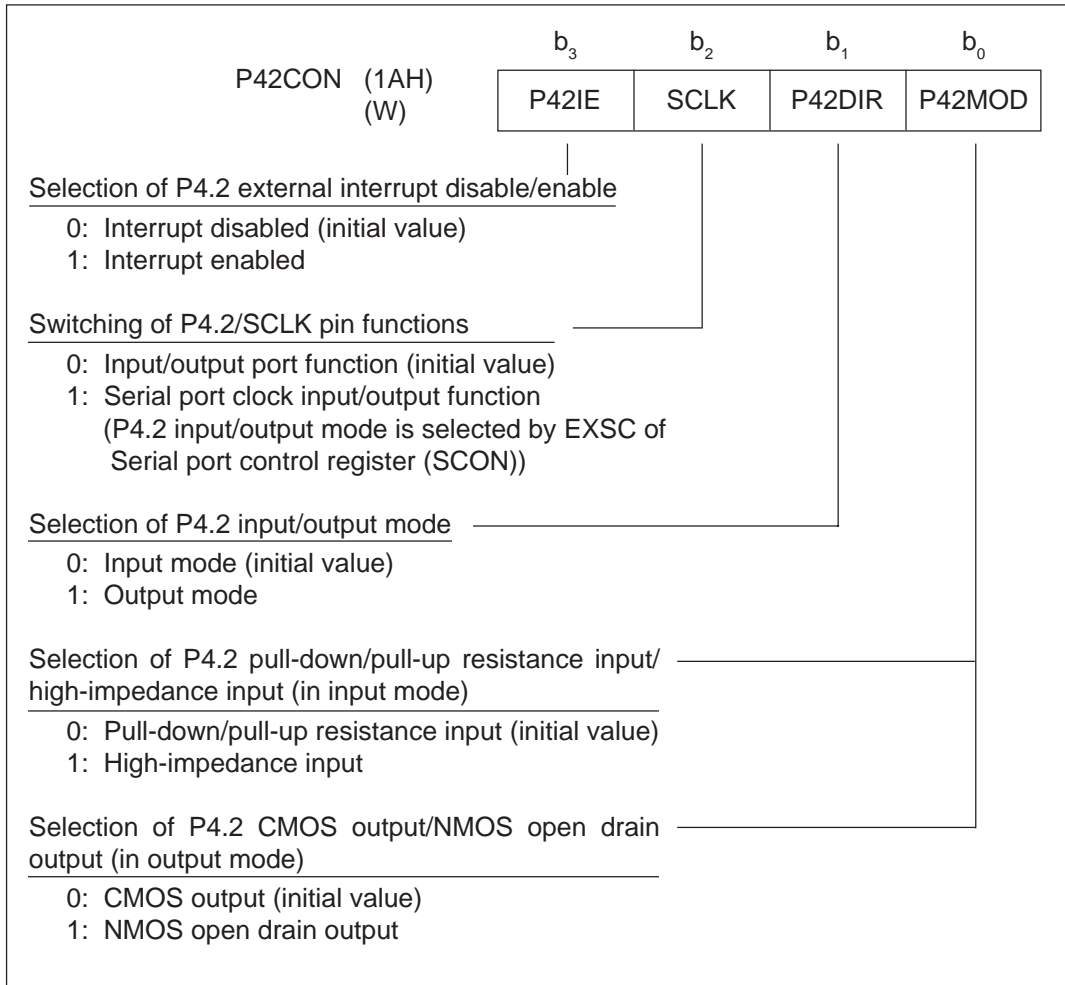 b3 b2 b1 b0
P42CON (1AH)
(W)
P42IE SCLK P42DIR P42MOD
Selection of P4.2 external interrupt disable/enable
0: Interrupt disabled (initial value)
1: Interrupt enabled
Switching of P4.2/SCLK pin functions
0: Input/output port function (initial value)
1: Serial port clock input/output function
(P4.2 input/output mode is selected by EXSC of
Serial port control register (SCON))
Selection of P4.2 input/output mode
0: Input mode (initial value)
1: Output mode
Selection of P4.2 pull-down/pull-up resistance input/
high-impedance input (in input mode)
0: Pull-down/pull-up resistance input (initial value)
1: High-impedance input
Selection of P4.2 CMOS output/NMOS open drain
output (in output mode)
0: CMOS output (initial value)
1: NMOS open drain output